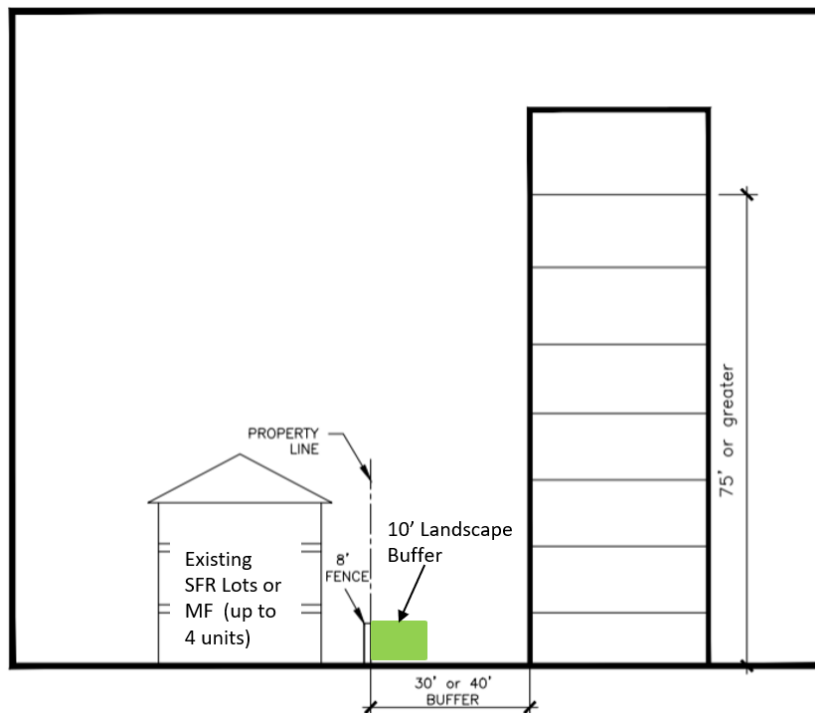 PROPERTY
LINE
75' or greater
10' Landscape
Buffer
8'
FENCE
Existing
SFR Lots or
MF (up to
4 units)
30' or 40'
BUFFER